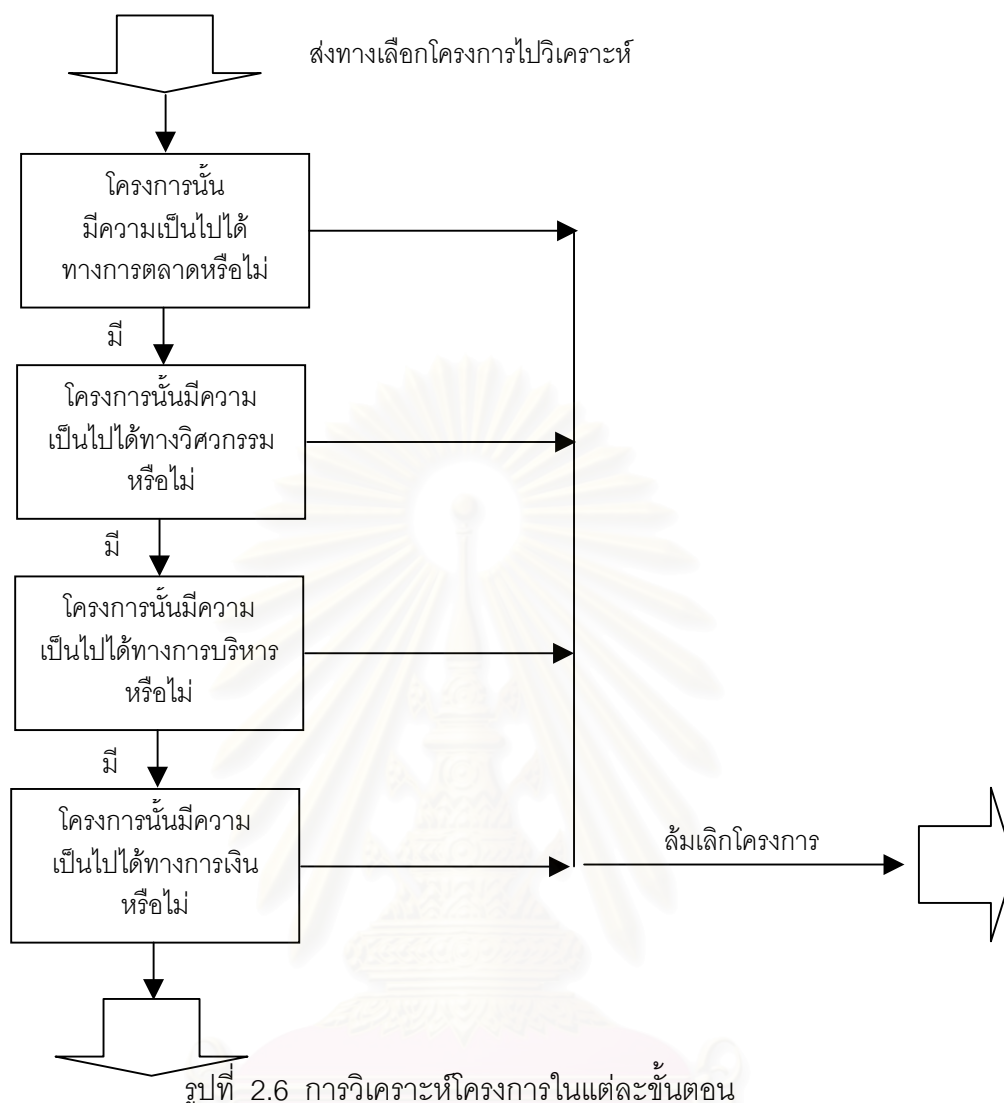 ส่งทางเลือกโครงการไปวิเคราะห์
โครงการนั้น
มีความเป็นไปได้
ทางการตลาดหรือไม่
มี
โครงการนั้นมีความ
เป็นไปได้ทางวิศวกรรม
หรือไม่
มี
โครงการนั้นมีความ
เป็นไปได้ทางการบริหาร
หรือไม่
มี
โครงการนั้นมีความ
เป็นไปได้ทางการเงิน
หรือไม่
ล้มเลิกโครงการ
รูปที่ 2.6 การวิเคราะห์โครงการในแต่ละขั้นตอน